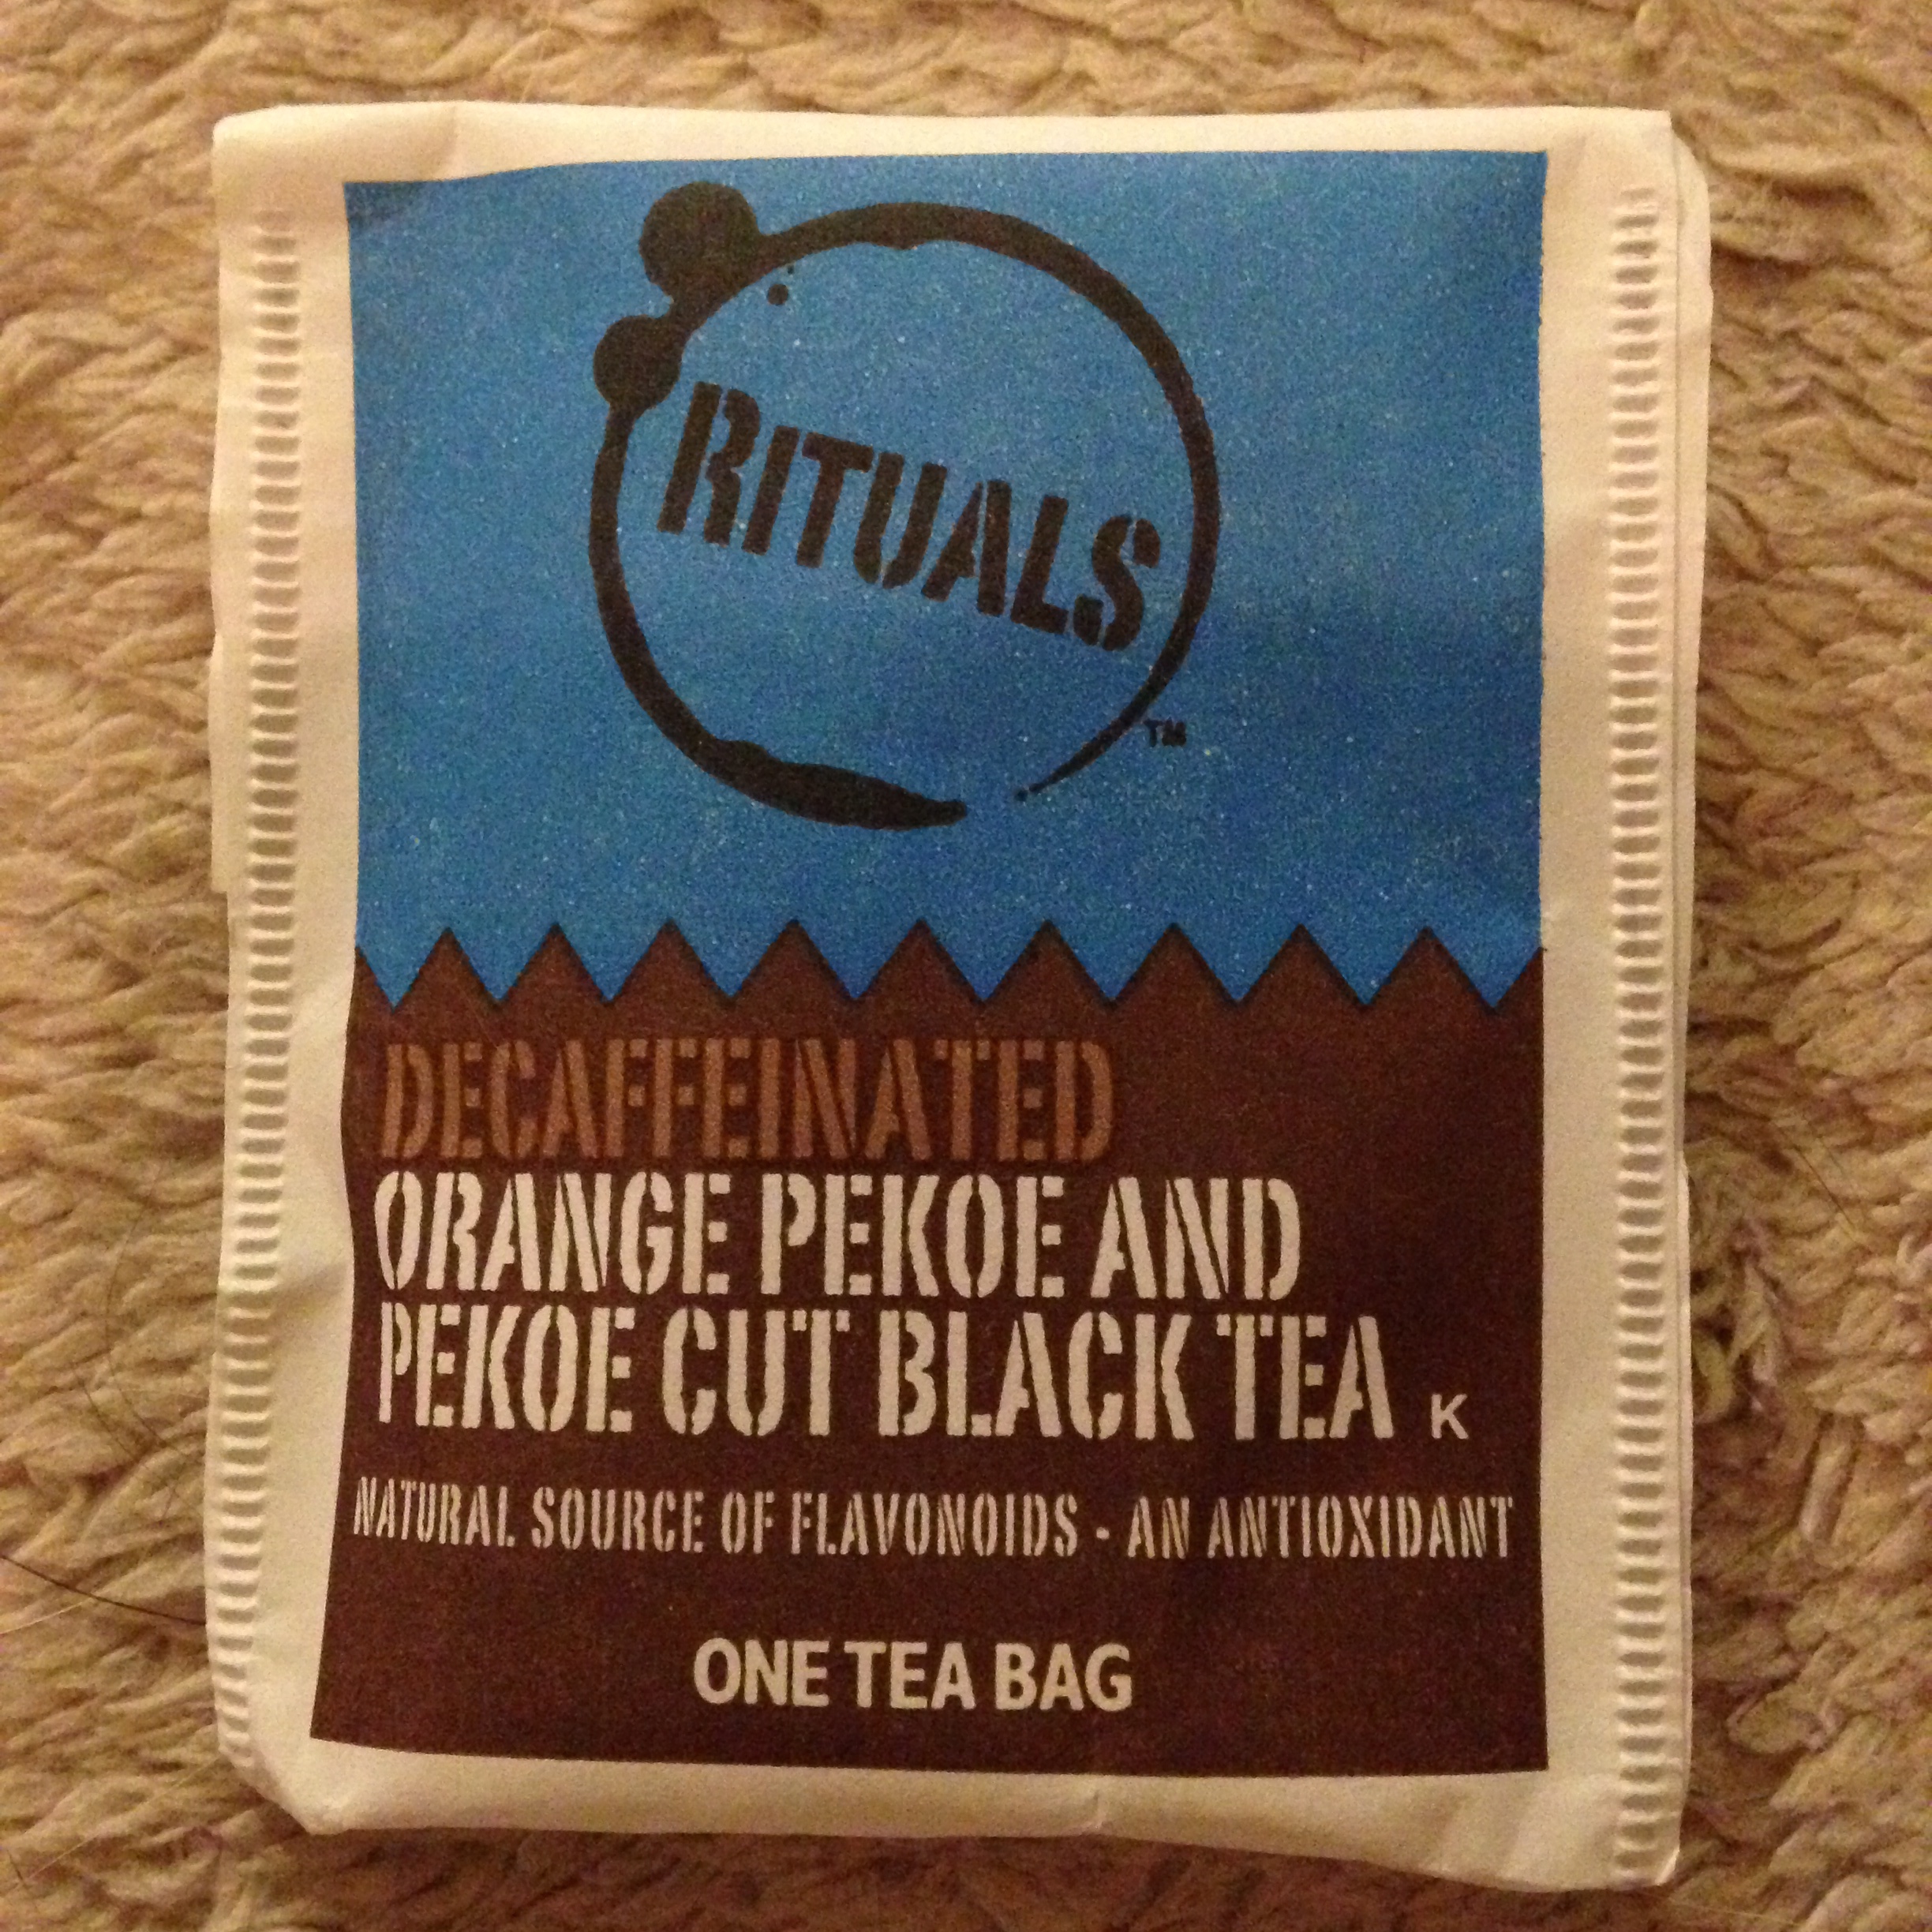 RITUALS
TM
DECAFFEINATED
ORANGE PEKOE AND
PEKOE CUT BLACK TEA K
NATURAL SOURCE OF FLAVONOIDS - AN ANTIOXIDANT
ONE TEA BAG